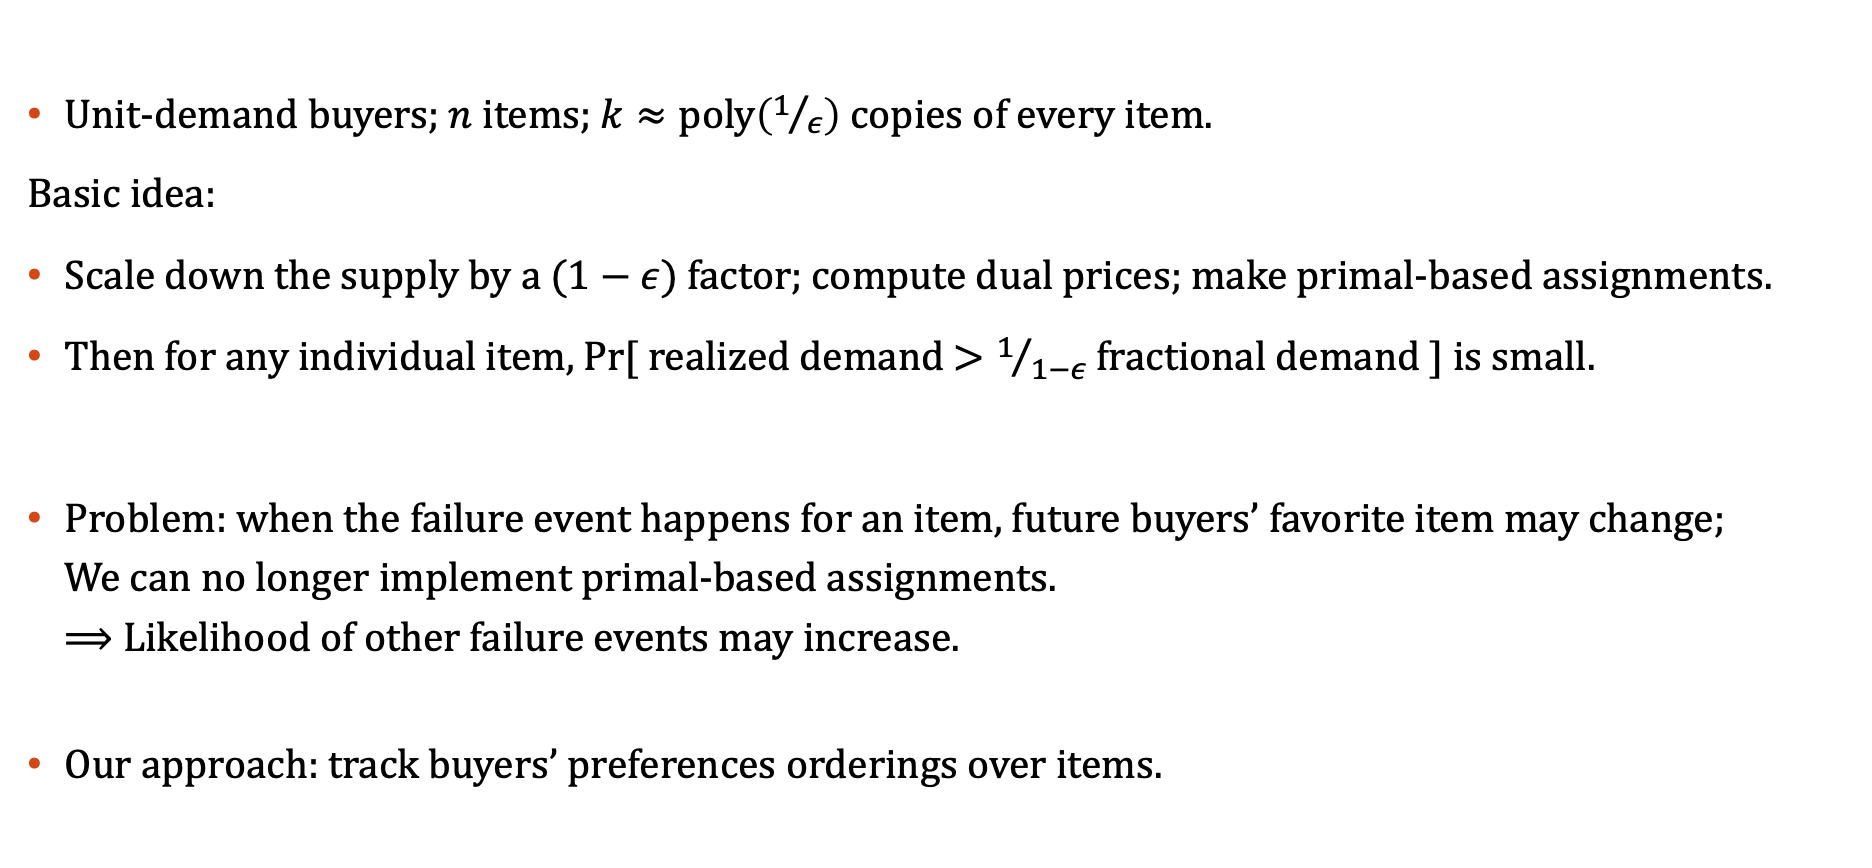 • Unit-demand buyers; n items; k ≈ poly(1/ϵ) copies of every item.
Basic idea:
• Scale down the supply by a (1 − ϵ) factor; compute dual prices; make primal-based assignments.
• Then for any individual item, Pr[ realized demand > 1/1−ϵ fractional demand ] is small.
• Problem: when the failure event happens for an item, future buyers’ favorite item may change;
We can no longer implement primal-based assignments.
⟹ Likelihood of other failure events may increase.
• Our approach: track buyers’ preferences orderings over items.